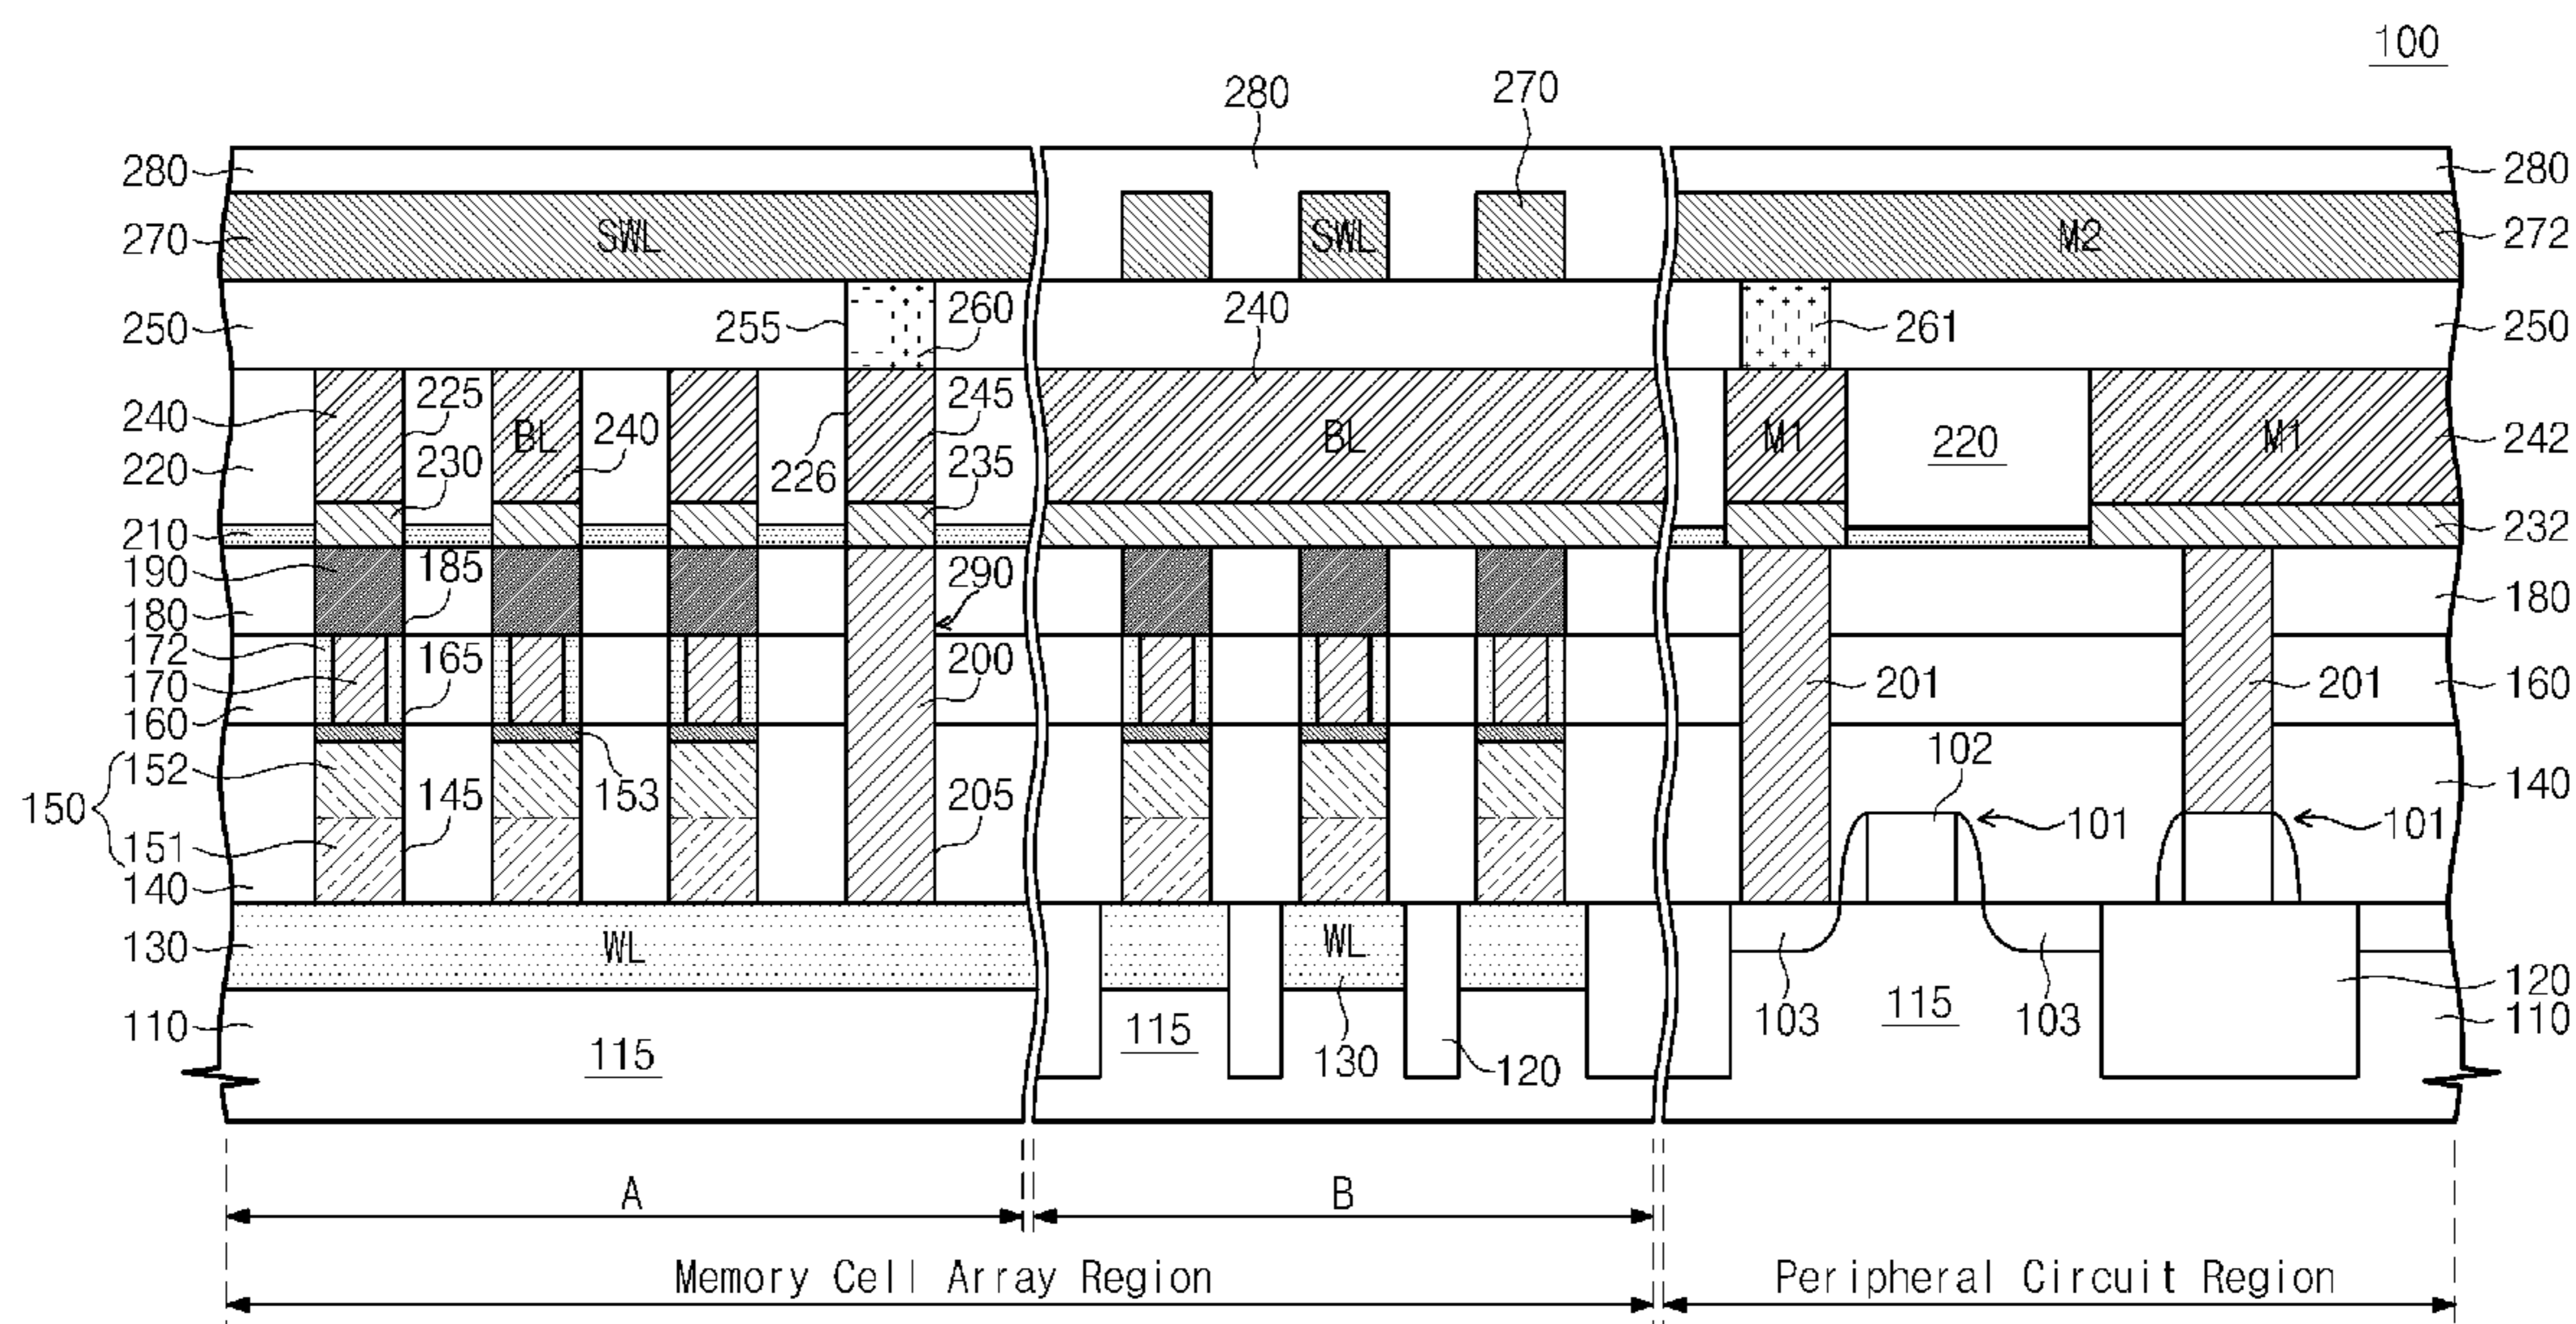 100
280 270
280 280
270 SWL SWL M2 272
250 255 260 240 261 250
240 225 BL 240 245 BL M1 220 M1 242
220 230 226 235
210 232
190 185 290
180 180
172 165 200
170 201 201 160
160
150 152 145 153 205 102 140
151 101 101
140
130 WL WL
110 115 115 130 120 103 115 103 120
110
A B
Memory Cell Array Region Peripheral Circuit Region